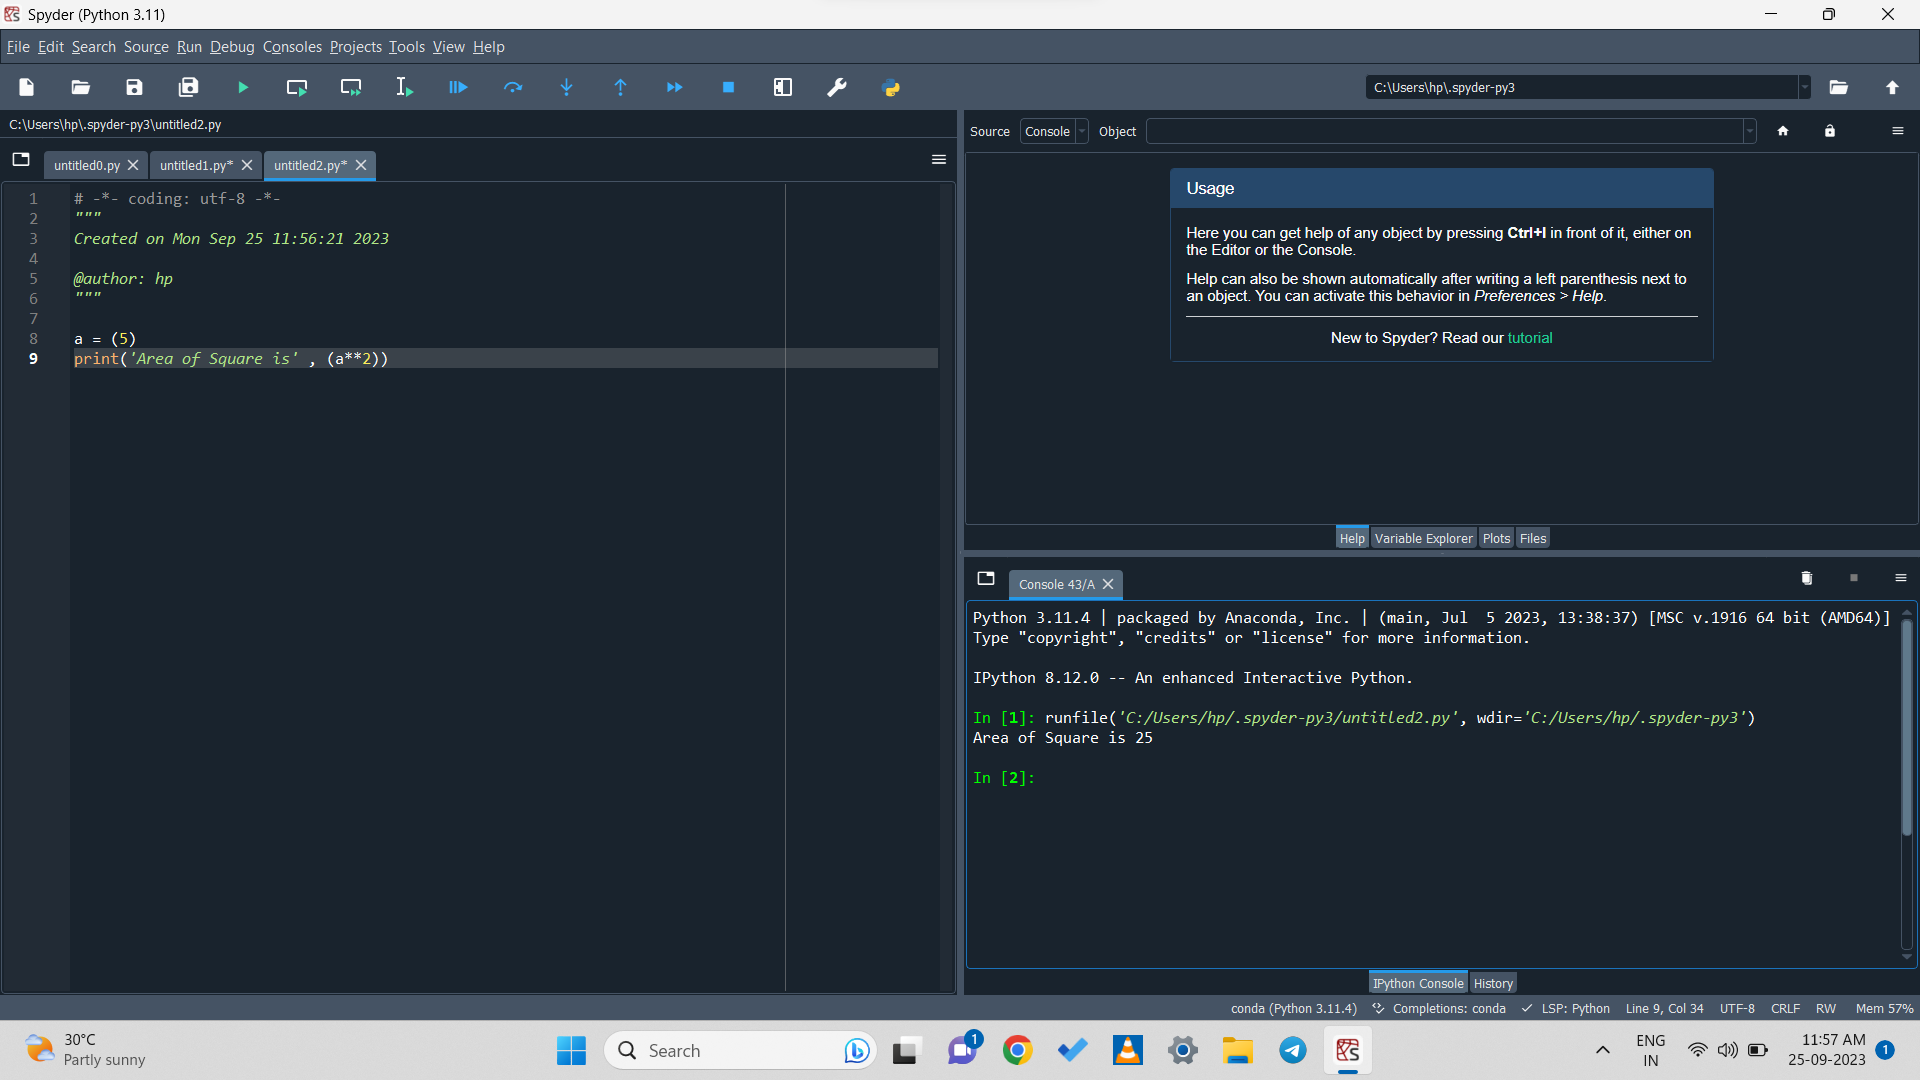 Spyder (Python 3.11)
File Edit Search Source Run Debug Consoles Projects Tools View Help
C:\Users\hp\.spyder-py3
C:\Users\hp\.spyder-py3\untitled2.py
untitled0.py untitled1.py* untitled2.py*
1 # -*- coding: utf-8 -*-
2 """
3 Created on Mon Sep 25 11:56:21 2023
4
5 @author: hp
6 """
7
8 a = (5)
9 print('Area of Square is' , (a**2))
Source Console Object
Usage
Here you can get help of any object by pressing Ctrl+I in front of it, either on
the Editor or the Console.
Help can also be shown automatically after writing a left parenthesis next to
an object. You can activate this behavior in Preferences > Help.
New to Spyder? Read our tutorial
Help Variable Explorer Plots Files
Console 43/A
Python 3.11.4 | packaged by Anaconda, Inc. | (main, Jul  5 2023, 13:38:37) [MSC v.1916 64 bit (AMD64)]
Type "copyright", "credits" or "license" for more information.
IPython 8.12.0 -- An enhanced Interactive Python.
In [1]: runfile('C:/Users/hp/.spyder-py3/untitled2.py', wdir='C:/Users/hp/.spyder-py3')
Area of Square is 25
In [2]:
IPython Console History
conda (Python 3.11.4) Completions: conda LSP: Python Line 9, Col 34 UTF-8 CRLF RW Mem 57%
30°C
Partly sunny
Search
1
ENG
IN
11:57 AM
25-09-2023
1